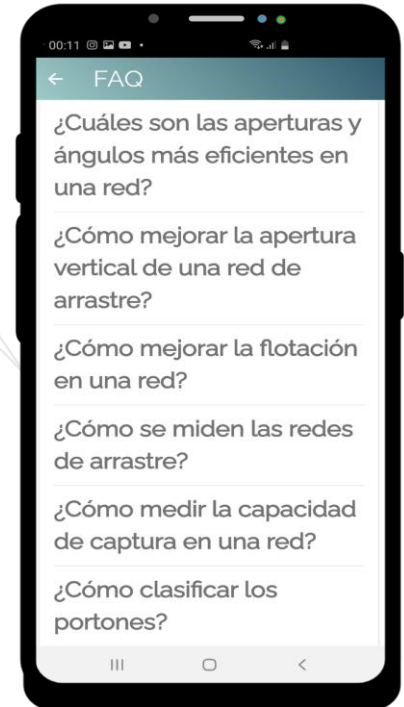 00:11
FAQ
¿Cuáles son las aperturas y
ángulos más eficientes en
una red?
¿Cómo mejorar la apertura
vertical de una red de
arrastre?
¿Cómo mejorar la flotación
en una red?
¿Cómo se miden las redes
de arrastre?
¿Cómo medir la capacidad
de captura en una red?
¿Cómo clasificar los
portones?